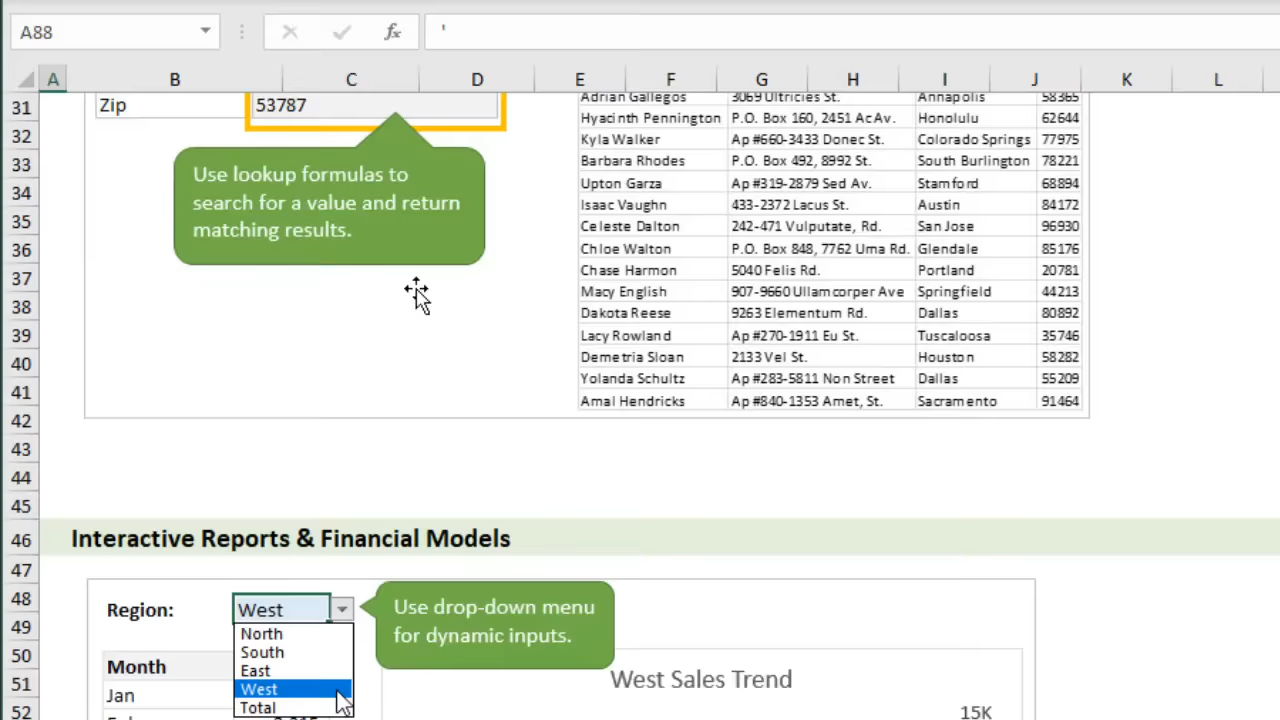 A88
fx
'
A B C D E F G H I J K L
31 Zip 53787 Adrian Gallegos 3069 Ultricies St. Annapolis 58365
32 Hyacinth Pennington P.O. Box 160, 2451 Ac Av. Honolulu 62644
Kyla Walker Ap #660-3433 Donec St. Colorado Springs 77975
33 Barbara Rhodes P.O. Box 492, 8992 St. South Burlington 78221
Use lookup formulas to
search for a value and return
matching results.
34 Upton Garza Ap #319-2879 Sed Av. Stamford 68894
35 Isaac Vaughn 433-2372 Lacus St. Austin 84172
Celeste Dalton 242-471 Vulputate, Rd. San Jose 96930
36 Chloe Walton P.O. Box 848, 7762 Uma Rd. Glendale 85176
37 Chase Harmon 5040 Felis Rd. Portland 20781
38 Macy English 907-9660 Ullamcorper Ave Springfield 44213
Dakota Reese 9263 Elementum Rd. Dallas 80892
39 Lacy Rowland Ap #270-1911 Eu St. Tuscaloosa 35746
40 Demetria Sloan 2133 Vel St. Houston 58282
41 Yolanda Schultz Ap #283-5811 Non Street Dallas 55209
42 Amal Hendricks Ap #840-1353 Amet, St. Sacramento 91464
43
44
45
46 Interactive Reports & Financial Models
47
48 Region: West
Use drop-down menu
for dynamic inputs.
49 North
50 South
East
51 Month West
52 Jan Total
West Sales Trend
15K